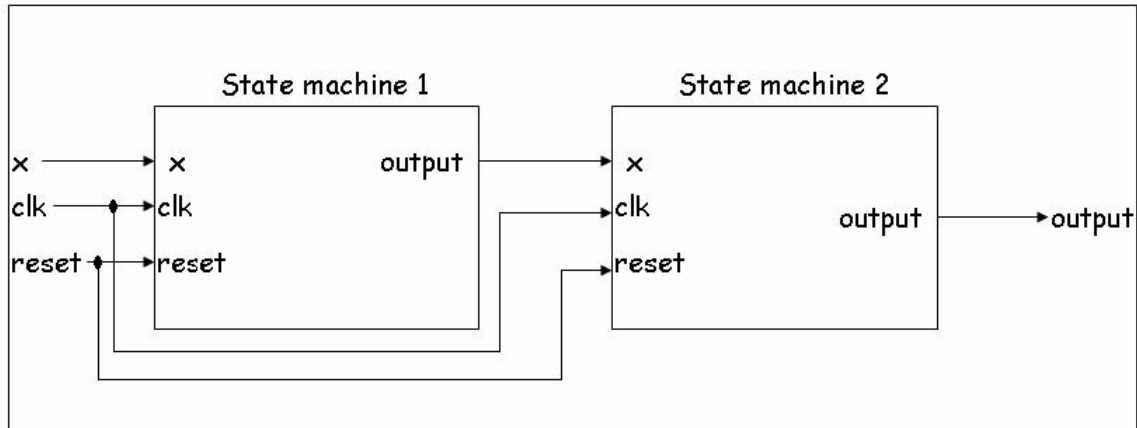 State machine 1
State machine 2
x
x
output
x
clk
clk
clk
output
output
reset
reset
reset